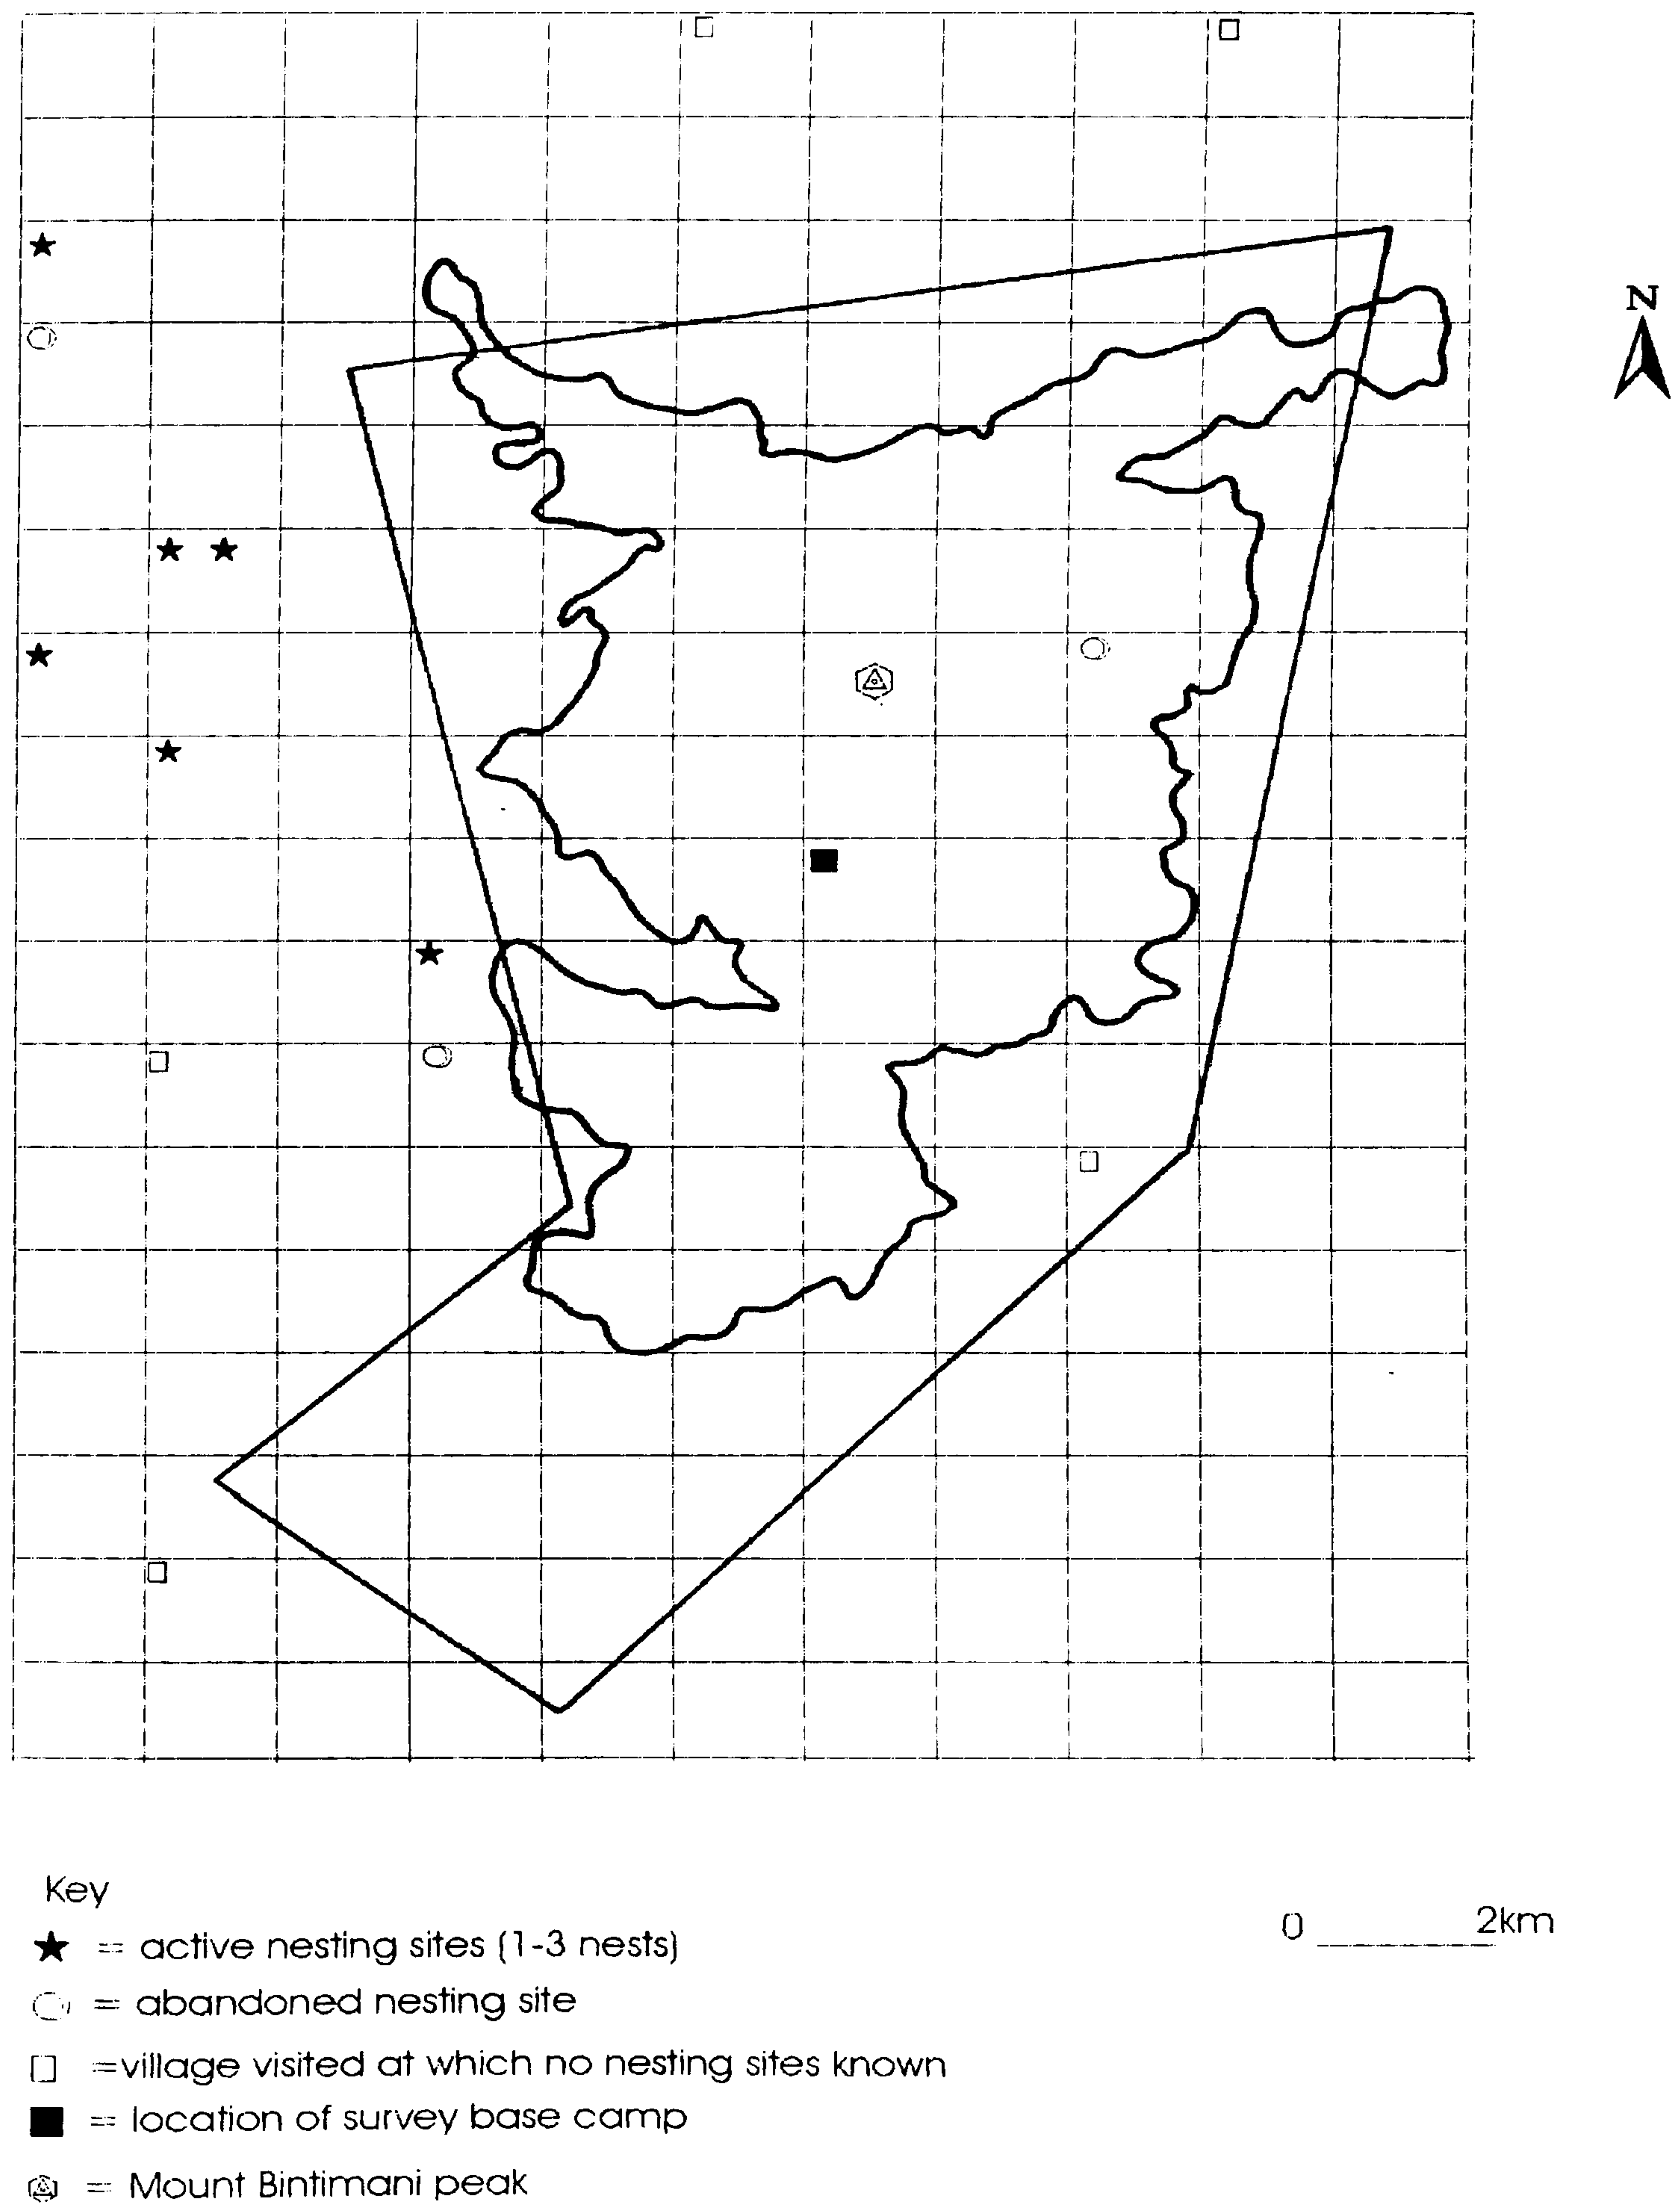 N
Key
= active nesting sites (1-3 nests)
= abandoned nesting site
=village visited at which no nesting sites known
= location of survey base camp
= Mount Bintimani peak
0 2km